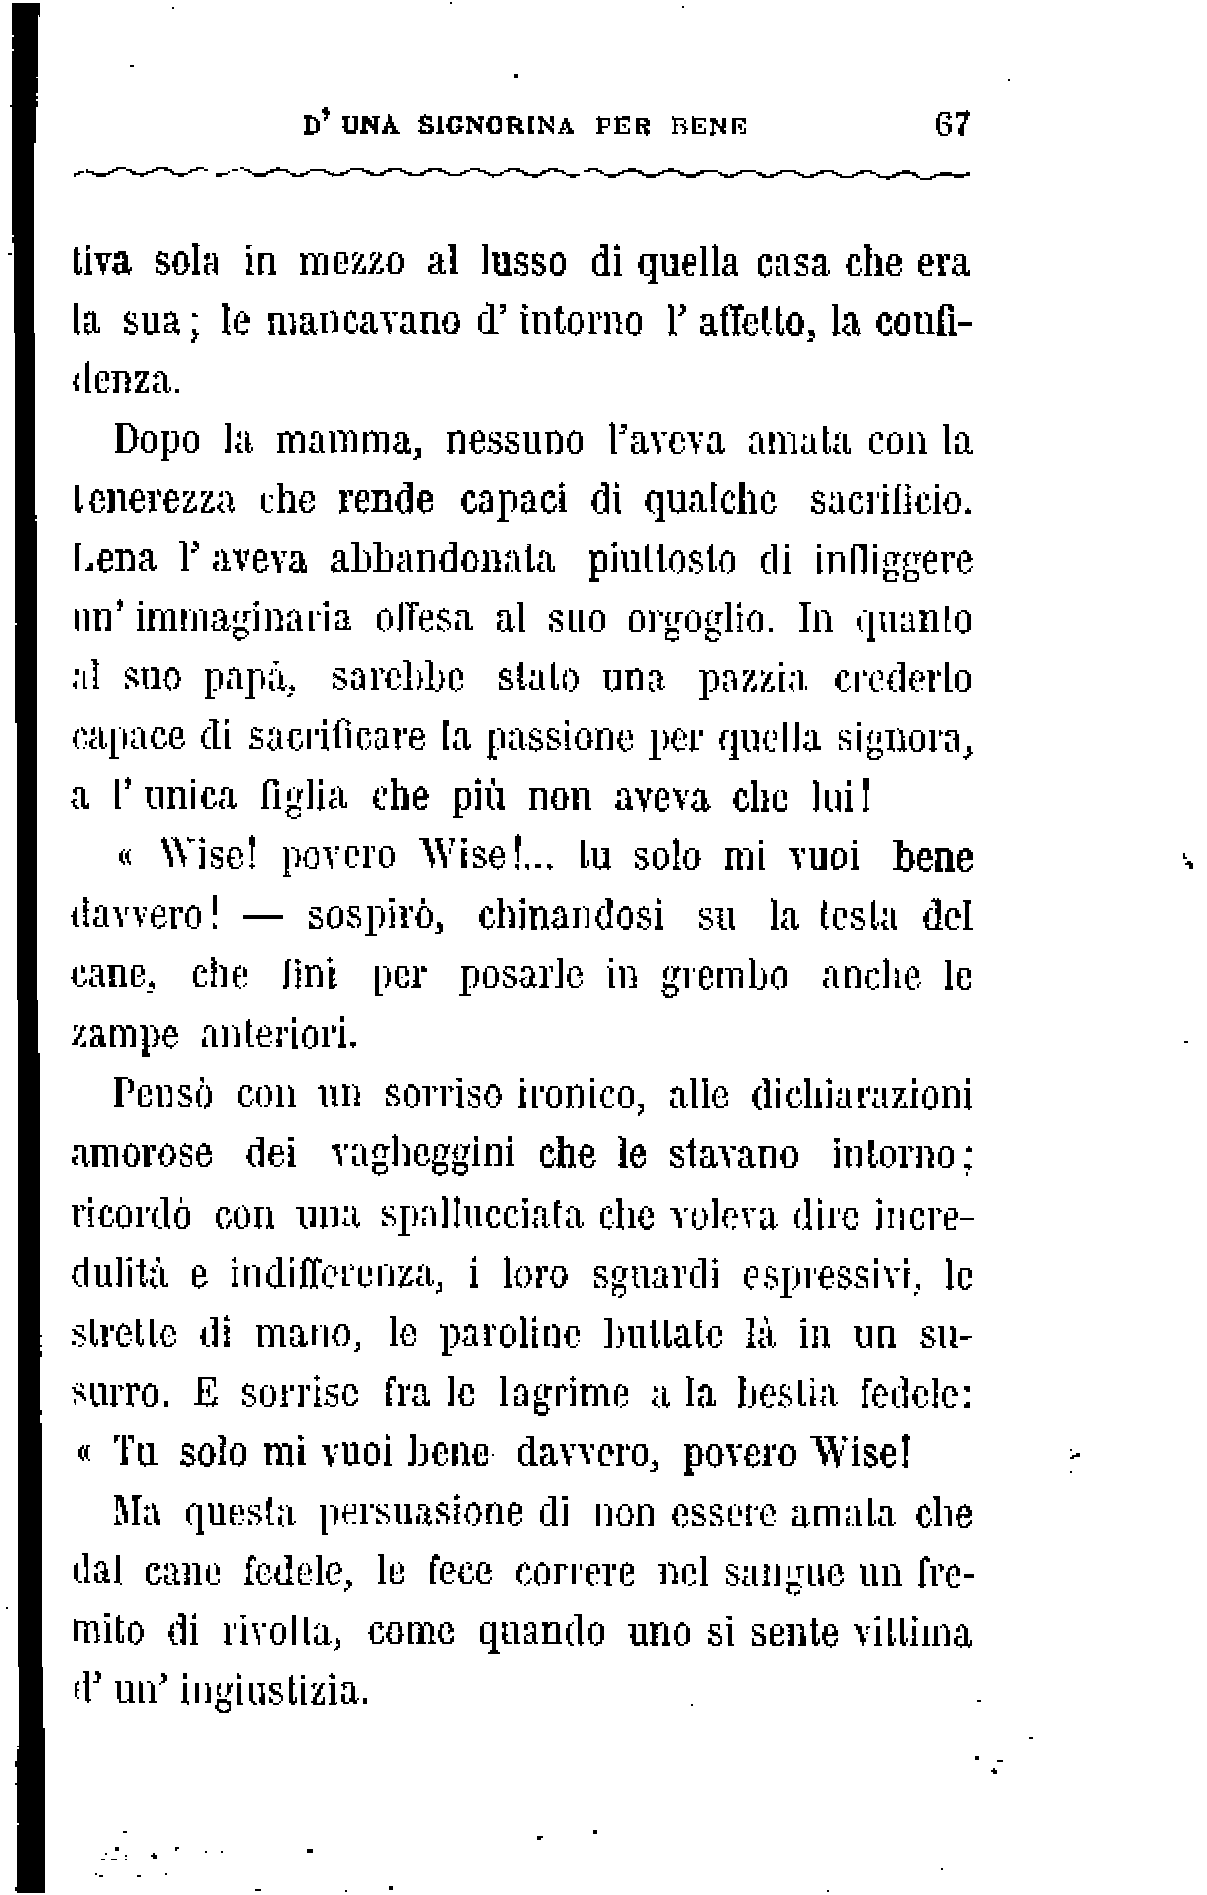 D' UNA SIGNORINA PER BENE 67
tiva sola in mezzo al lusso di quella casa che era
la sua; le mancavano d' intorno l' affetto, la confi-
denza.
Dopo la mamma, nessuno l'aveva amata con la
tenerezza che rende capaci di qualche sacrificio.
Lena l' aveva abbandonata piuttosto di infliggere
un' immaginaria offesa al suo orgoglio. In quanto
al suo papà, sarebbe stato una pazzia crederlo
capace di sacrificare la passione per quella signora,
a l' unica figlia che più non aveva che lui!
« Wise! povero Wise!... tu solo mi vuoi bene
davvero! — sospirò, chinandosi su la testa del
cane, che finì per posarle in grembo anche le
zampe anteriori.
Pensò con un sorriso ironico, alle dichiarazioni
amorose dei vagheggini che le stavano intorno;
ricordò con una spallucciata che voleva dire incre-
dulità e indifferenza, i loro sguardi espressivi, le
strette di mano, le paroline buttate là in un su-
surro. E sorrise fra le lagrime a la bestia fedele:
« Tu solo mi vuoi bene davvero, povero Wise!
Ma questa persuasione di non essere amata che
dal cane fedele, le fece correre nel sangue un fre-
mito di rivolta, come quando uno si sente vittima
d' un' ingiustizia.